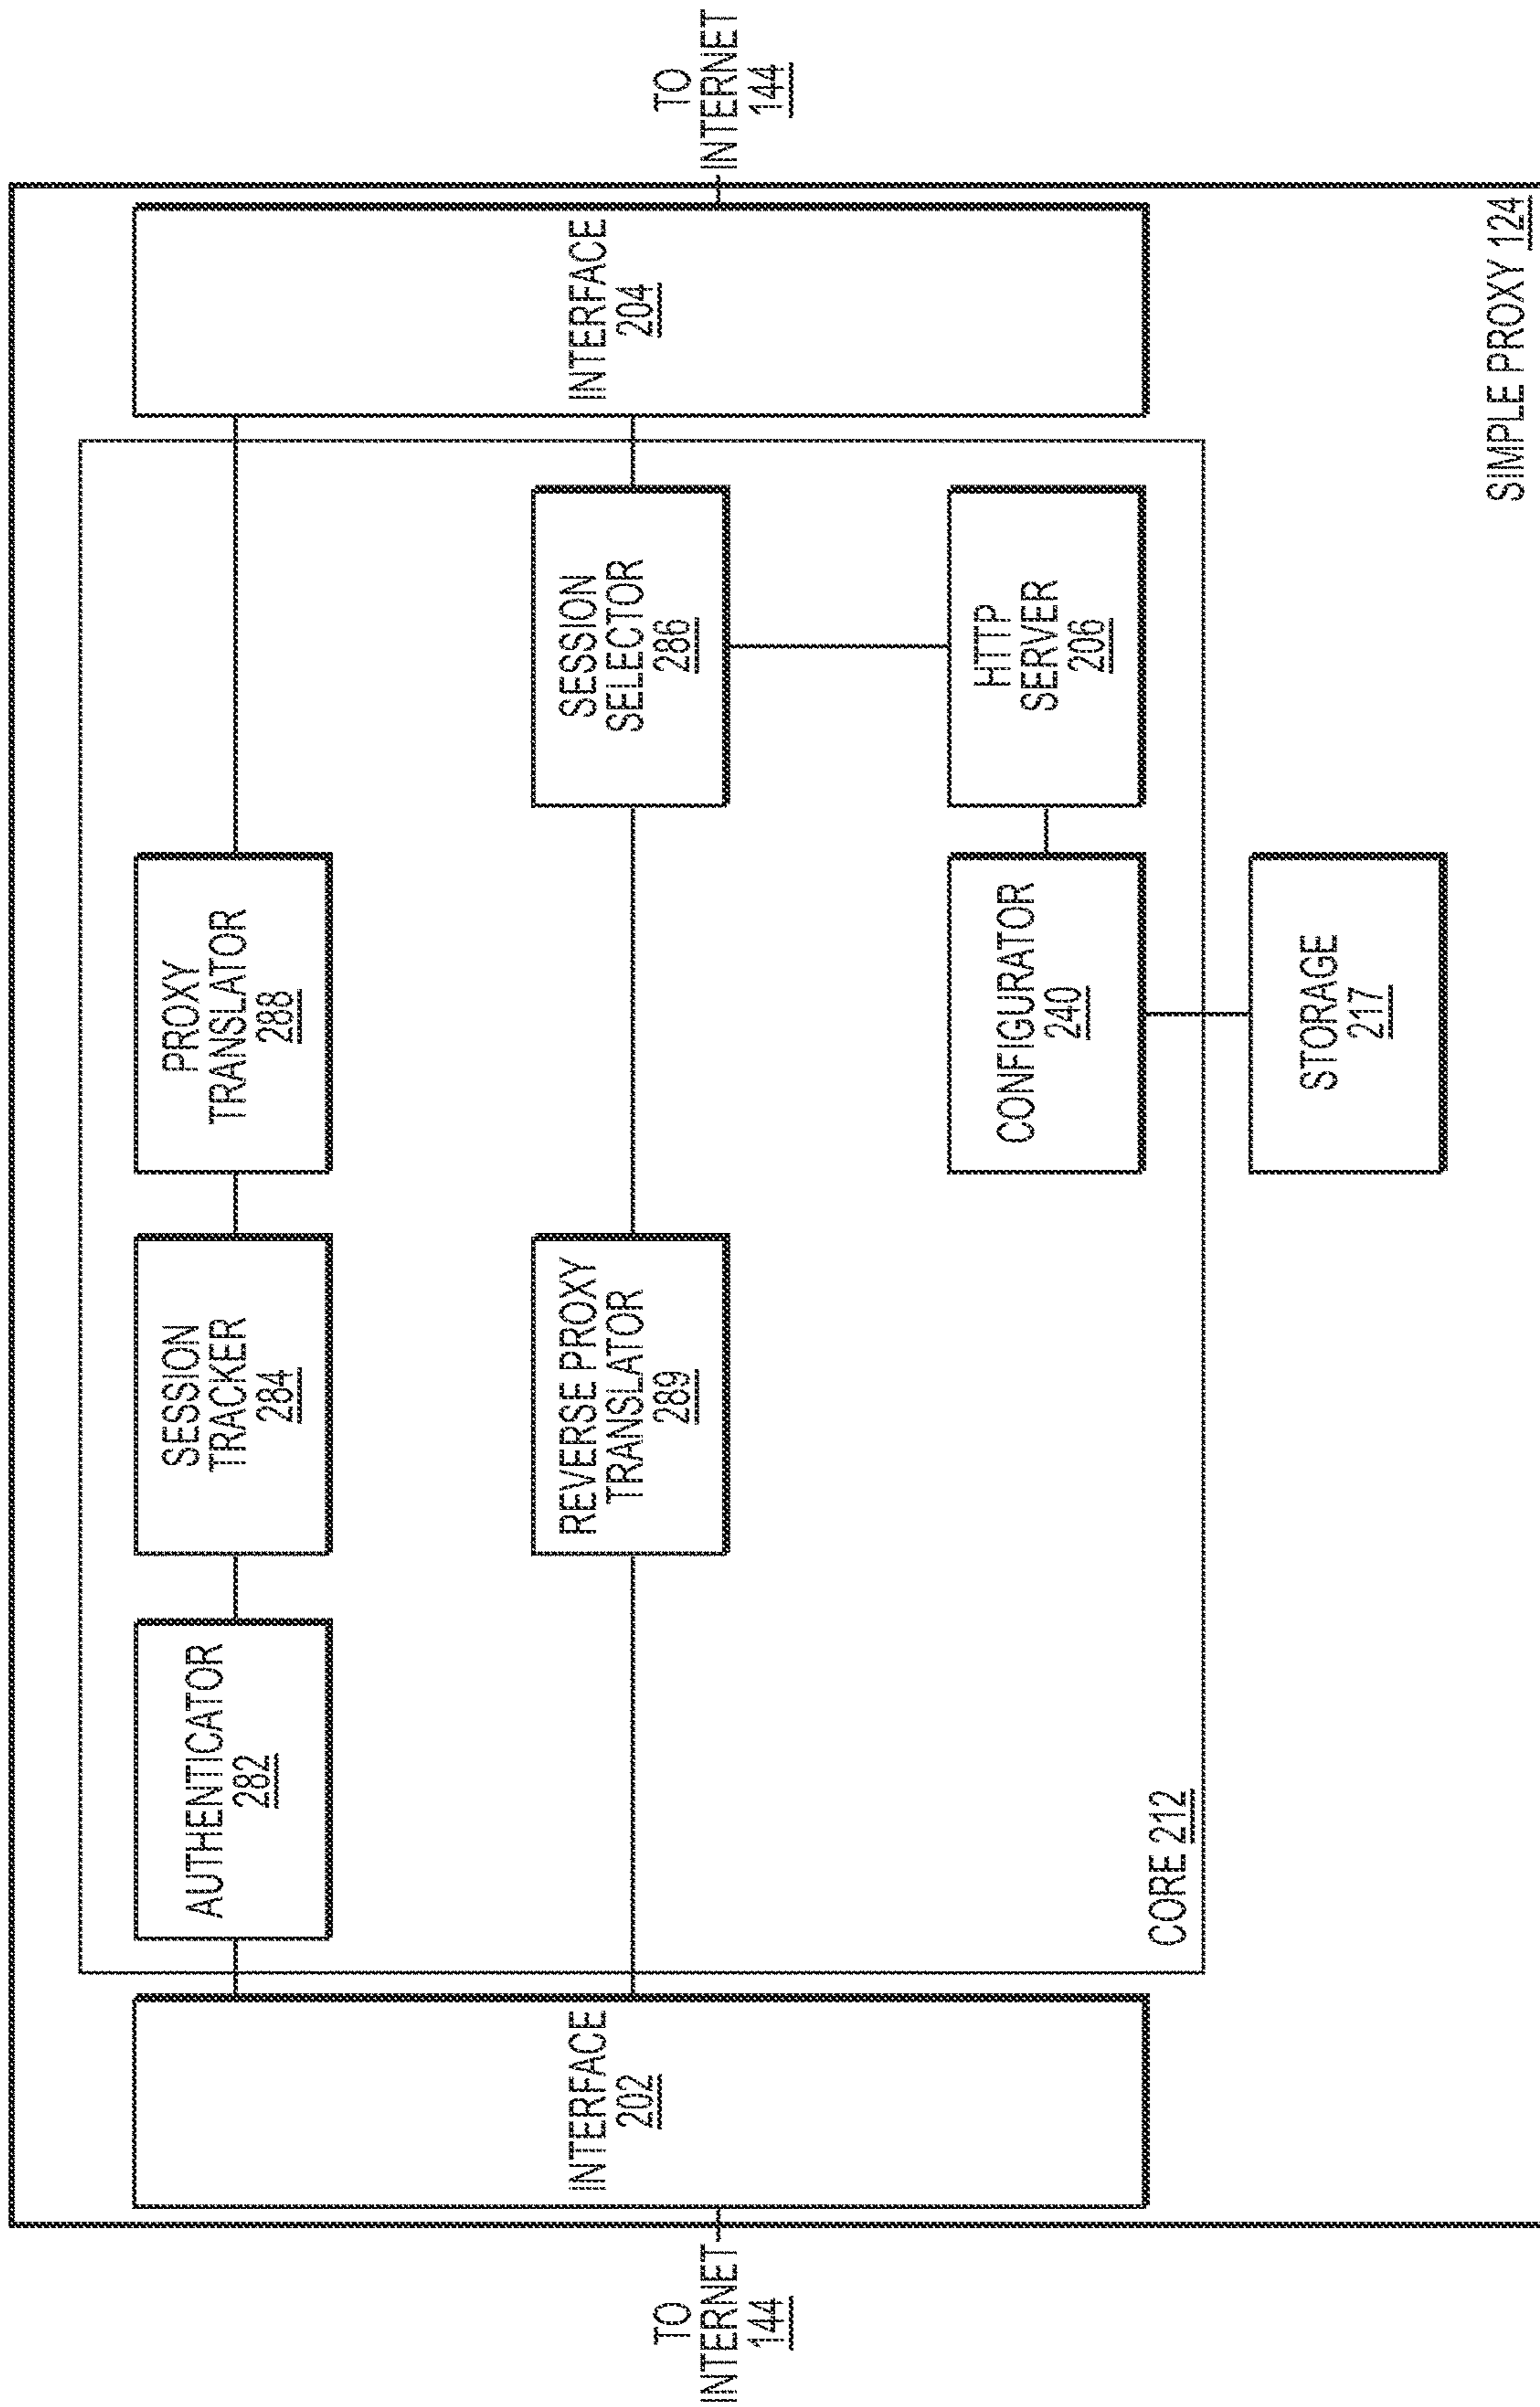 TO
INTERNET
144
INTERFACE
202
AUTHENTICATOR
282
SESSION
TRACKER
284
PROXY
TRANSLATOR
288
REVERSE PROXY
TRANSLATOR
289
SESSION
SELECTOR
286
CONFIGURATOR
240
HTTP
SERVER
206
CORE 212
STORAGE
217
INTERFACE
204
TO
INTERNET
144
SIMPLE PROXY 124